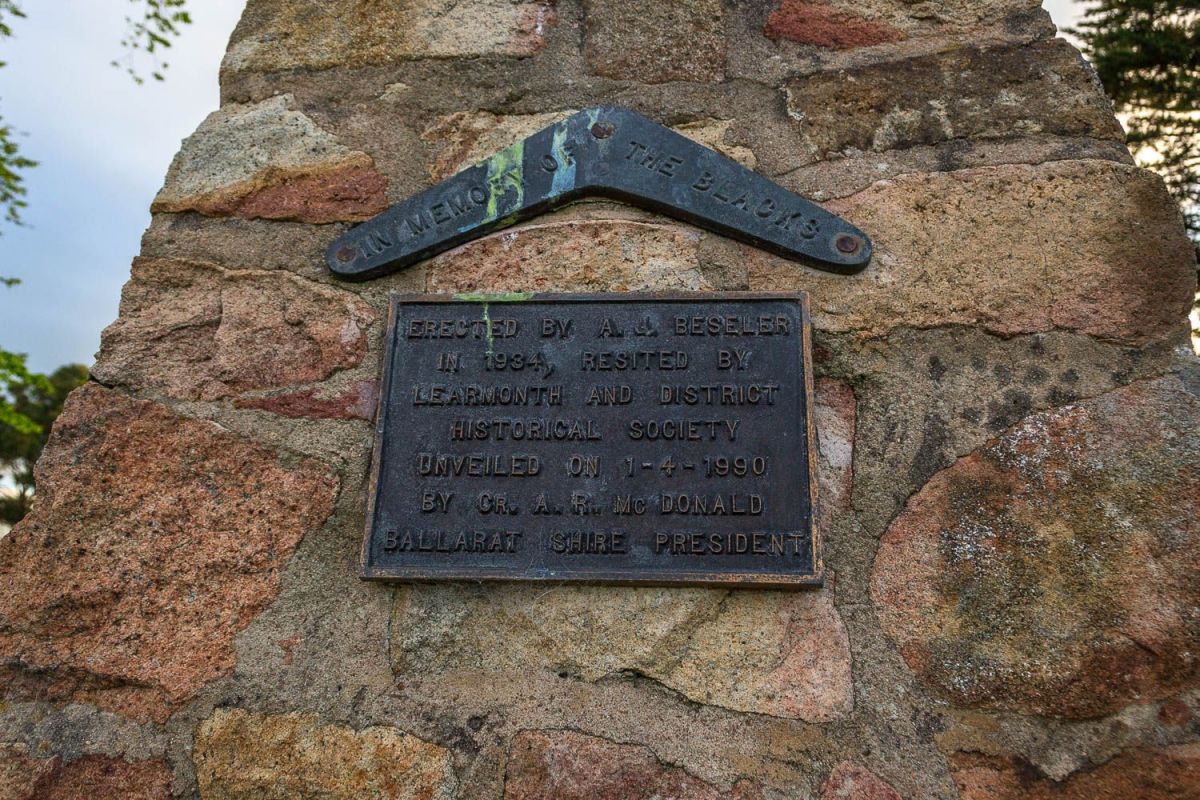 IN MEMORY OF THE BLACKS
ERECTED BY A. J. BESELER
IN 1934, RESITED BY
LEARMONTH AND DISTRICT
HISTORICAL SOCIETY
UNVEILED ON 1-4-1990
BY CR. A. R. Mc DONALD
BALLARAT SHIRE PRESIDENT